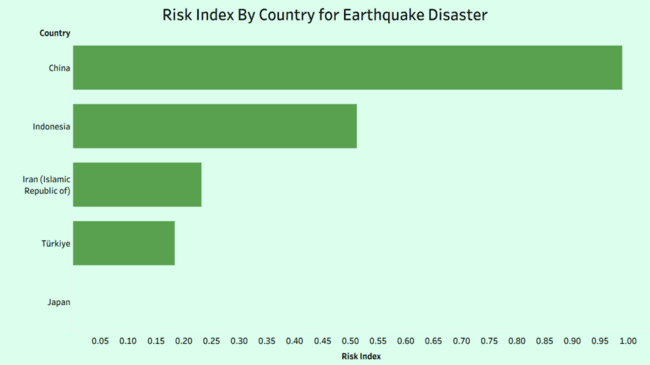 Risk Index By Country for Earthquake Disaster
Country
China
Indonesia
Iran (Islamic
Republic of)
Türkiye
Japan
0.05 0.10 0.15 0.20 0.25 0.30 0.35 0.40 0.45 0.50 0.55 0.60 0.65 0.70 0.75 0.80 0.85 0.90 0.95 1.00
Risk Index